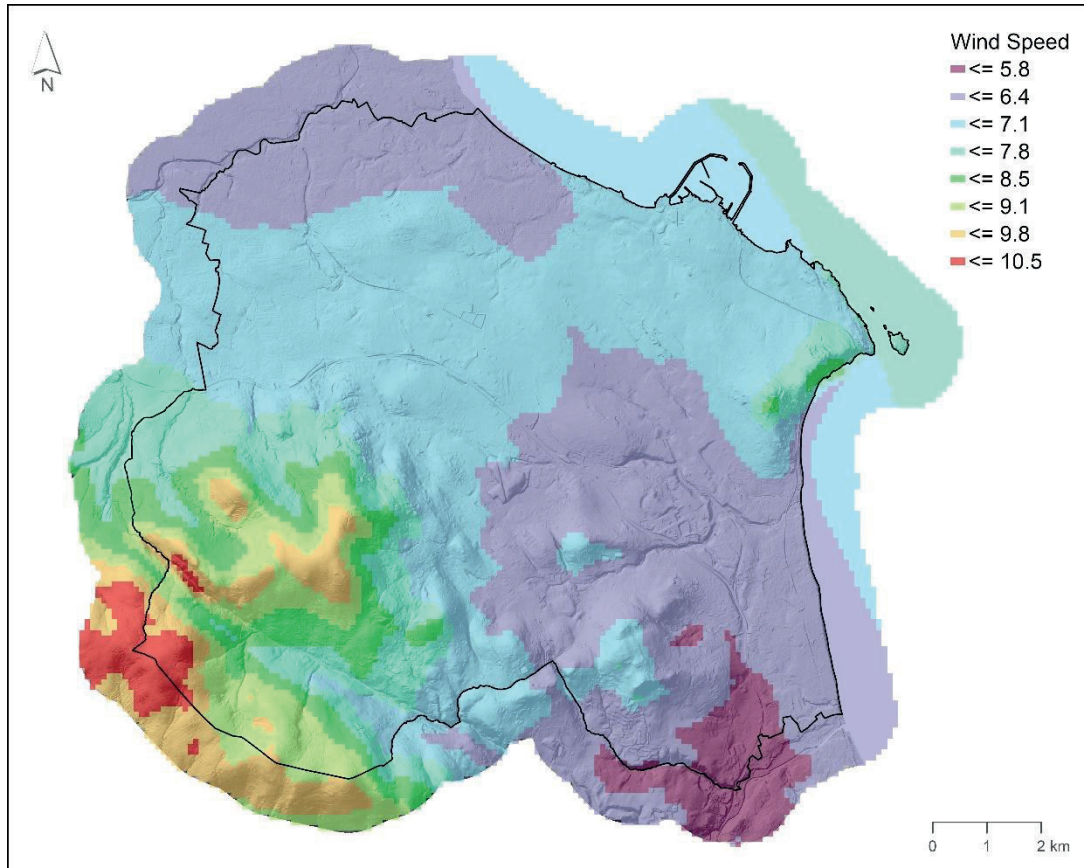 N
Wind Speed
<= 5.8
<= 6.4
<= 7.1
<= 7.8
<= 8.5
<= 9.1
<= 9.8
<= 10.5
0 1 2 km